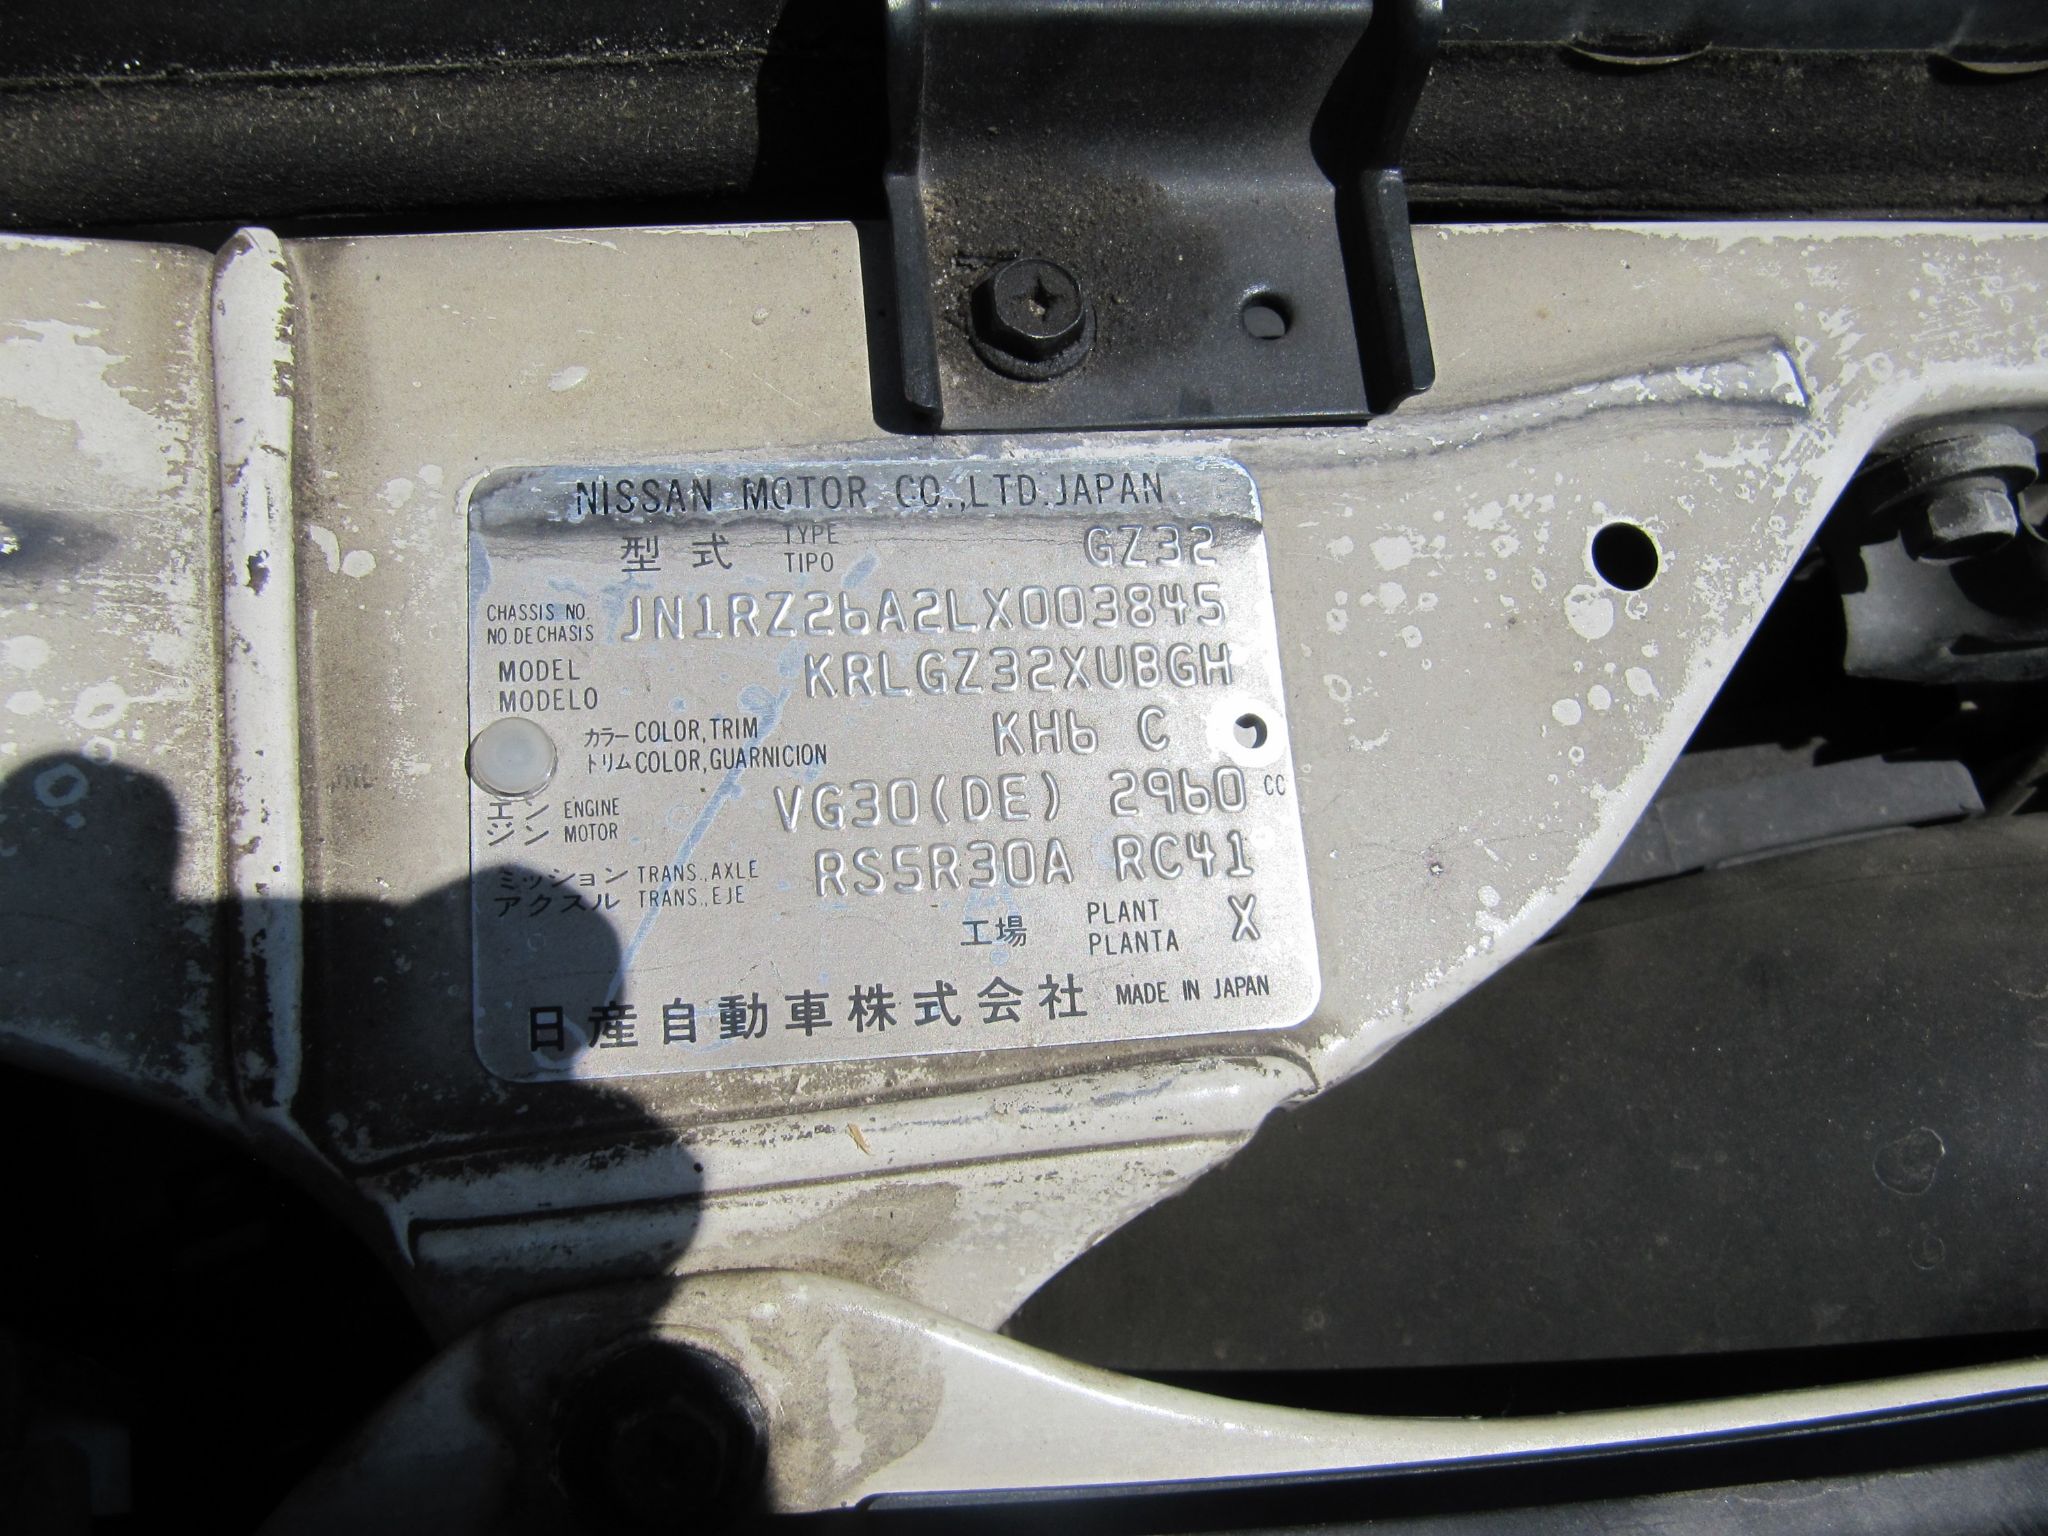 NISSAN MOTOR CO.,LTD.JAPAN
型式 TYPE GZ32
TIPO
CHASSIS NO. JN1RZ26A2LX003845
NO.DE CHASIS
MODEL KRLGZ32XUBGH
MODELO
カラー COLOR,TRIM KH6 C
トリム COLOR,GUARNICION
エン ENGINE VG30(DE) 2960 CC
ジン MOTOR
ミッション TRANS.,AXLE RS5R30A RC41
アクスル TRANS.,EJE
工場 PLANT X
PLANTA
日産自動車株式会社 MADE IN JAPAN